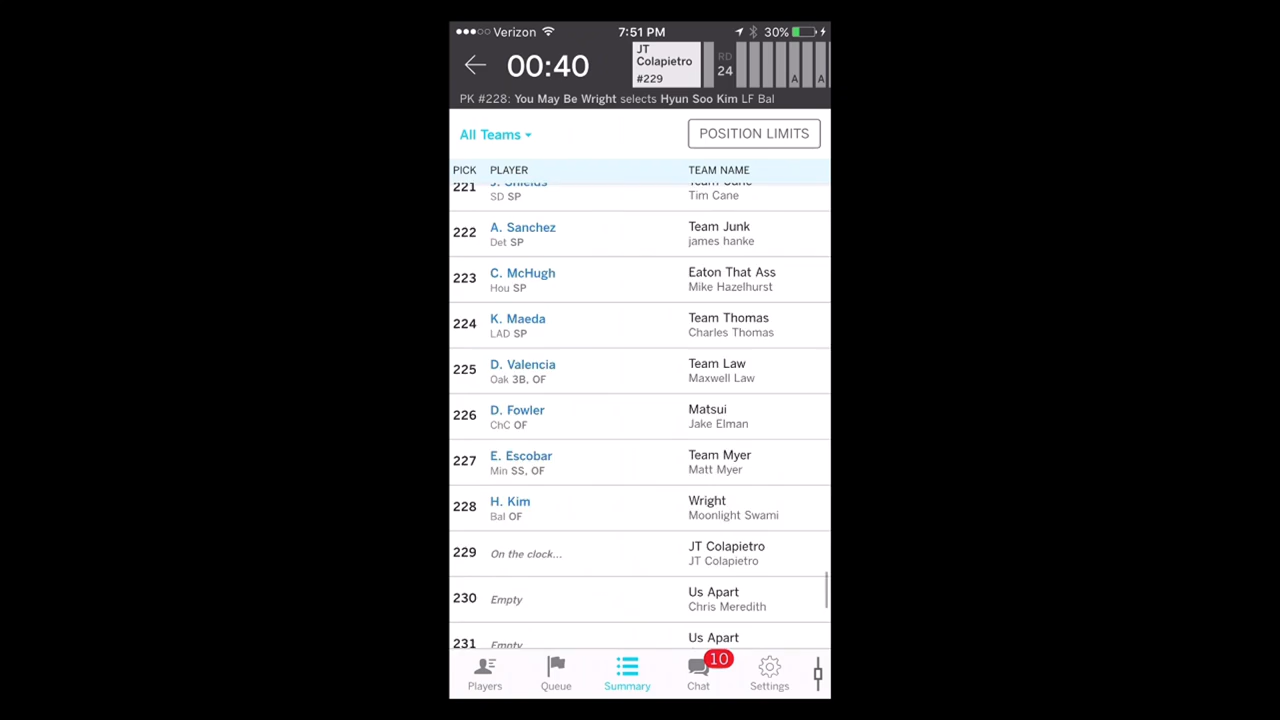 Verizon 7:51 PM 30%
00:40
JT
Colapietro
#229
RD
24
A A
PK #228: You May Be Wright selects Hyun Soo Kim LF Bal
All Teams POSITION LIMITS
PICK PLAYER TEAM NAME
221 J. Shields Team Cane
SD SP Tim Cane
222 A. Sanchez Team Junk
Det SP james hanke
223 C. McHugh Eaton That Ass
Hou SP Mike Hazelhurst
224 K. Maeda Team Thomas
LAD SP Charles Thomas
225 D. Valencia Team Law
Oak 3B, OF Maxwell Law
226 D. Fowler Matsui
ChC OF Jake Elman
227 E. Escobar Team Myer
Min SS, OF Matt Myer
228 H. Kim Wright
Bal OF Moonlight Swami
229 On the clock... JT Colapietro
JT Colapietro
230 Empty Us Apart
Chris Meredith
231 Empty Us Apart
10
Players Queue Summary Chat Settings